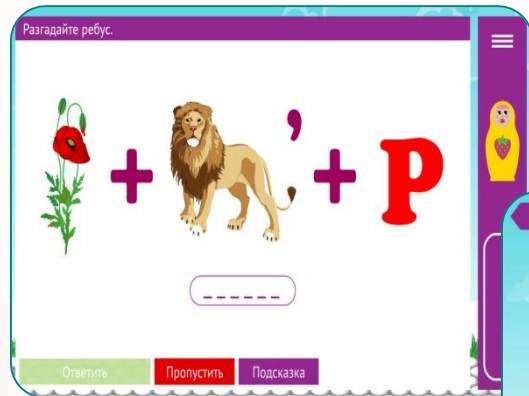 Разгадайте ребус.
+ , + Р
_ _ _ _ _ _
Ответить Пропустить Подсказка